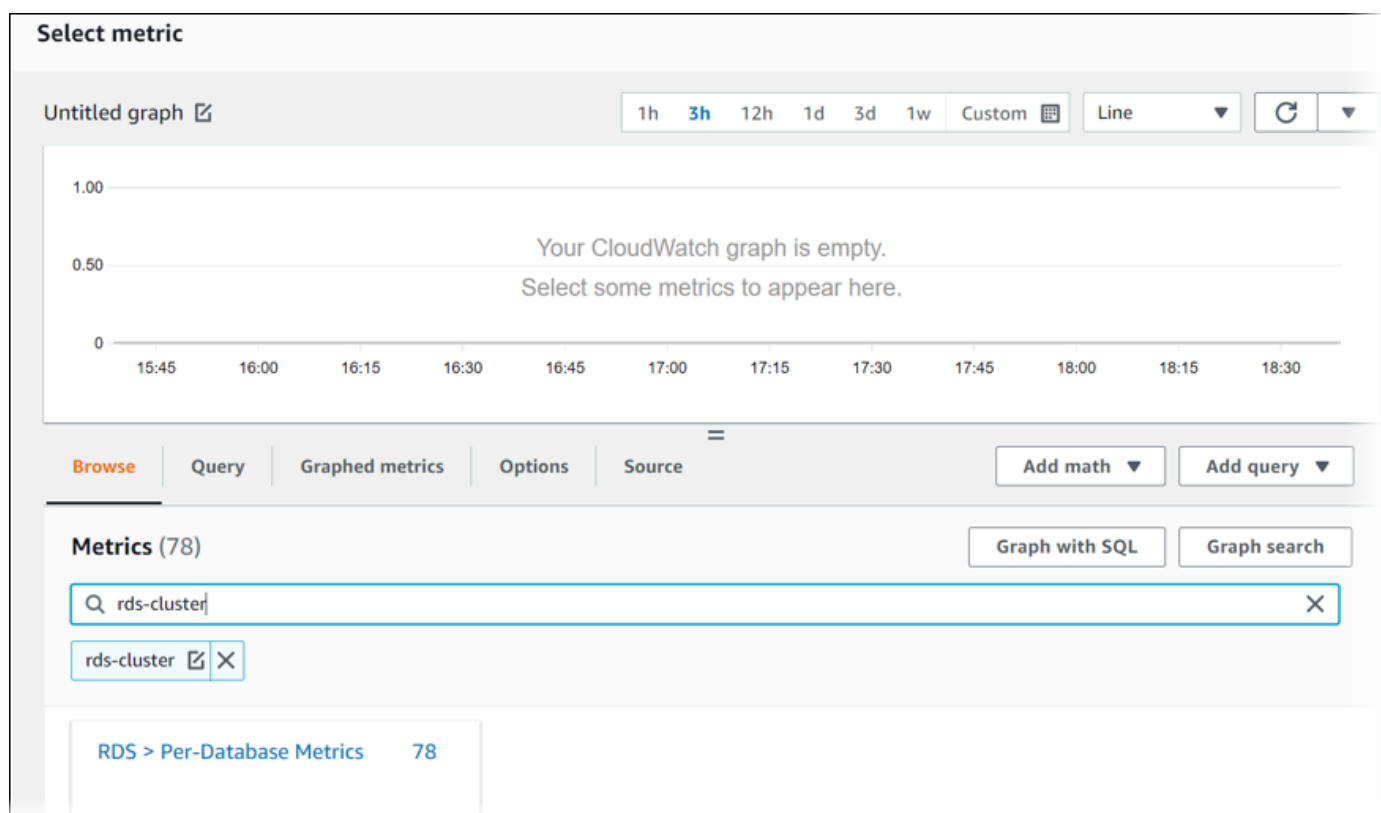 Select metric
Untitled graph
1h 3h 12h 1d 3d 1w Custom Line
1.00
Your CloudWatch graph is empty.
0.50
Select some metrics to appear here.
0
15:45 16:00 16:15 16:30 16:45 17:00 17:15 17:30 17:45 18:00 18:15 18:30
Browse Query Graphed metrics Options Source Add math Add query
Metrics (78) Graph with SQL Graph search
rds-cluster
rds-cluster
RDS > Per-Database Metrics 78